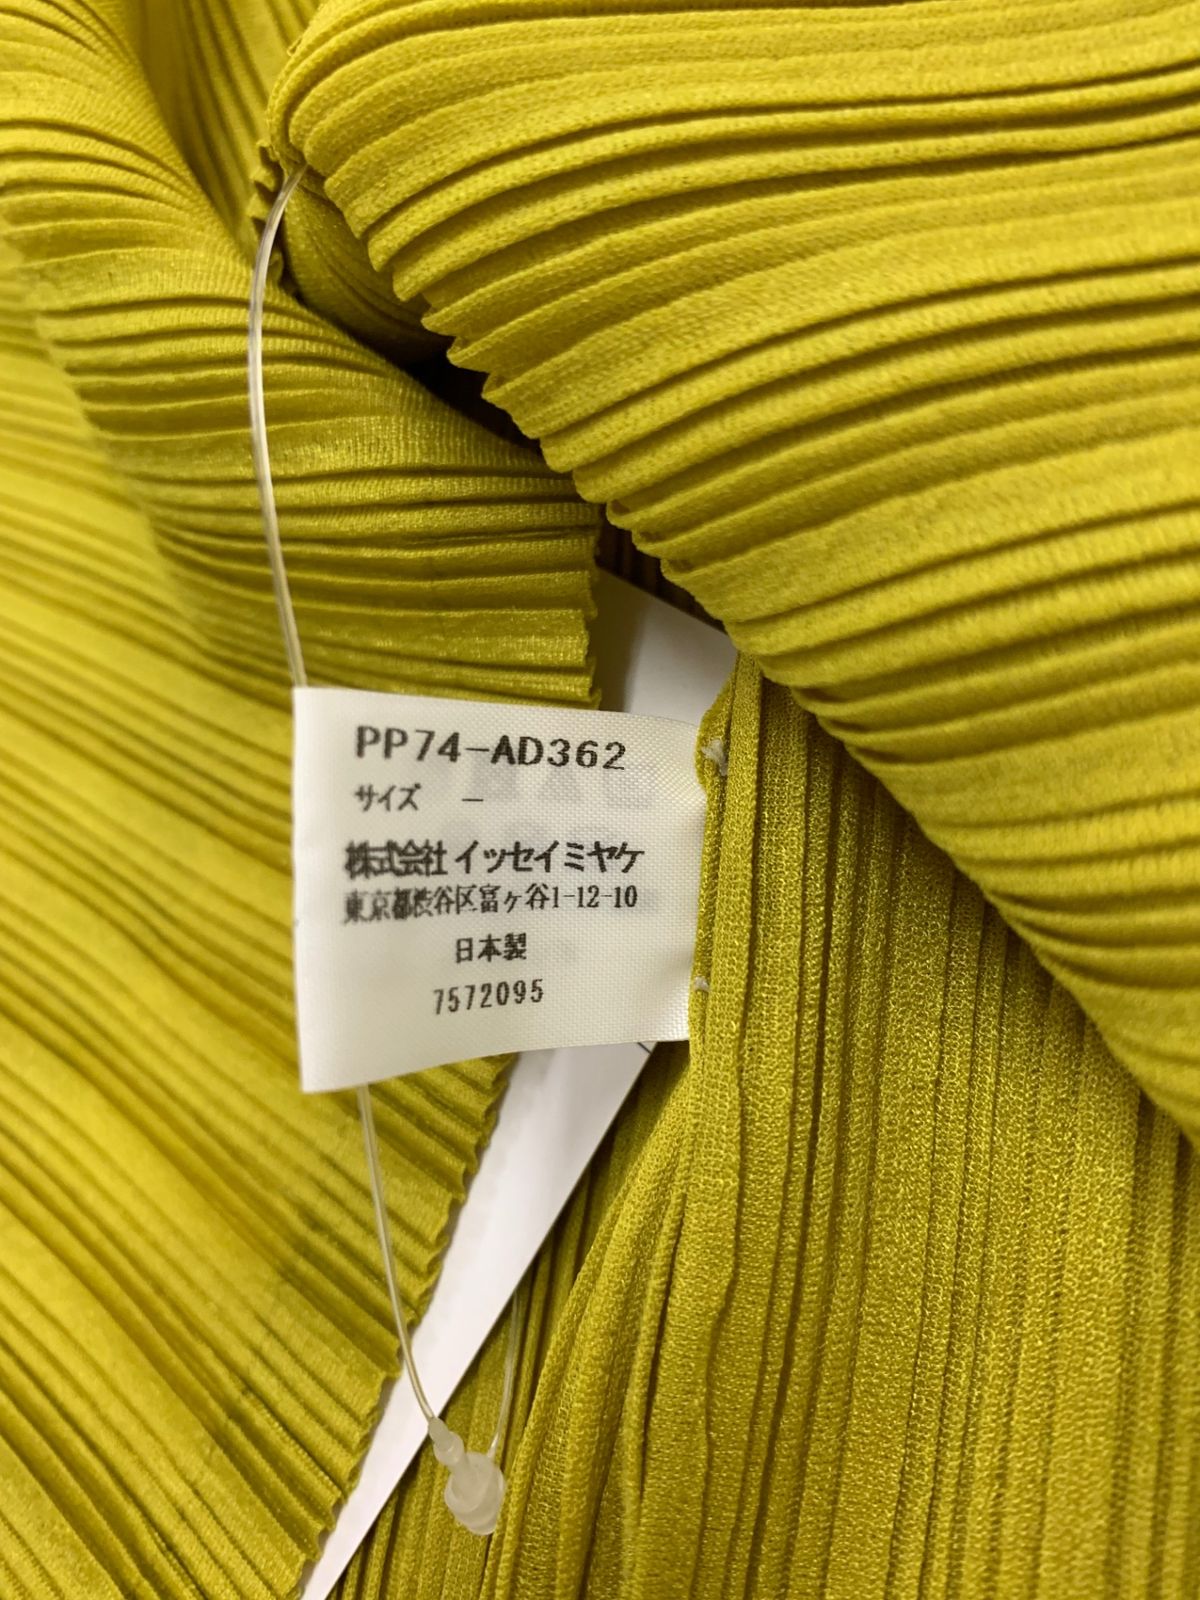 PP74-AD362
サイズ －
株式会社 イッセイミヤケ
東京都渋谷区富ヶ谷1-12-10
日本製
7572095